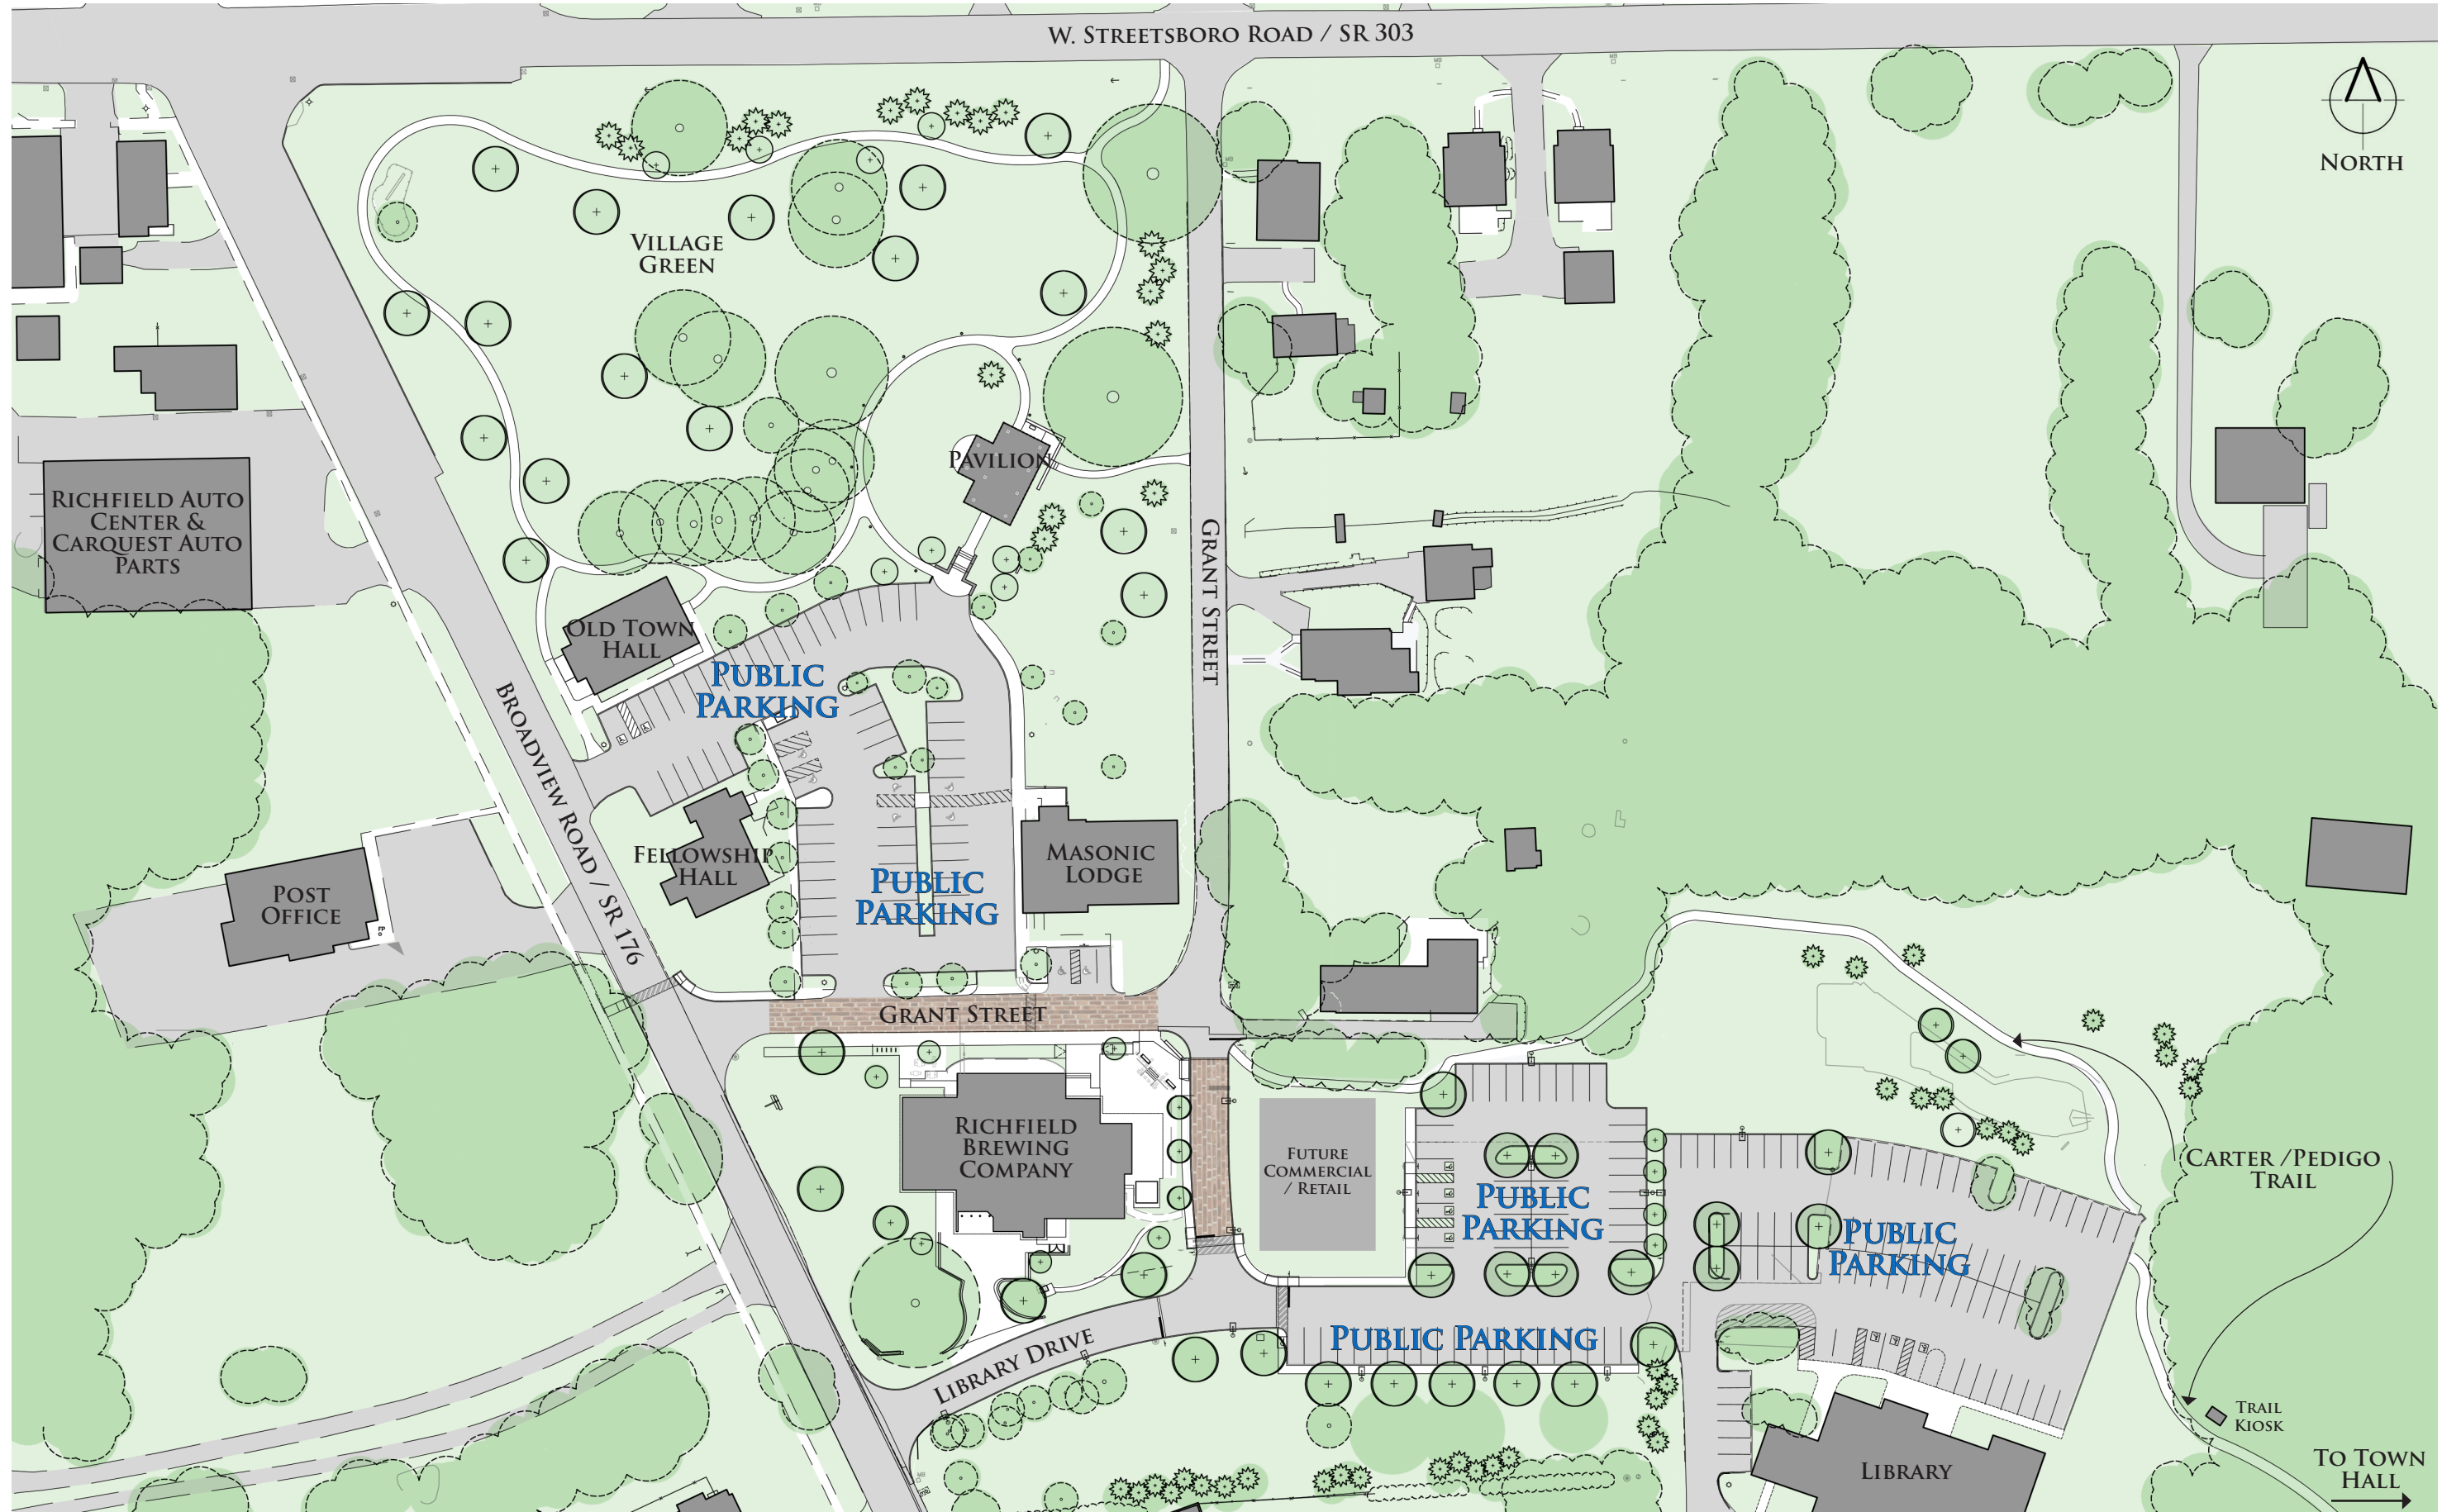 W. Streetsboro Road / SR 303
North
Village
Green
Pavilion
Richfield Auto
Center &
Carquest Auto
Parts
Grant Street
Old Town
Hall
Public
Parking
Broadview Road / SR 176
Fellowship
Hall
Public
Parking
Masonic
Lodge
Post
Office
FP
Grant Street
Richfield
Brewing
Company
Future
Commercial
/ Retail
Public
Parking
Public
Parking
Carter /Pedigo
Trail
Public Parking
Library Drive
Trail
Kiosk
Library
To Town
Hall